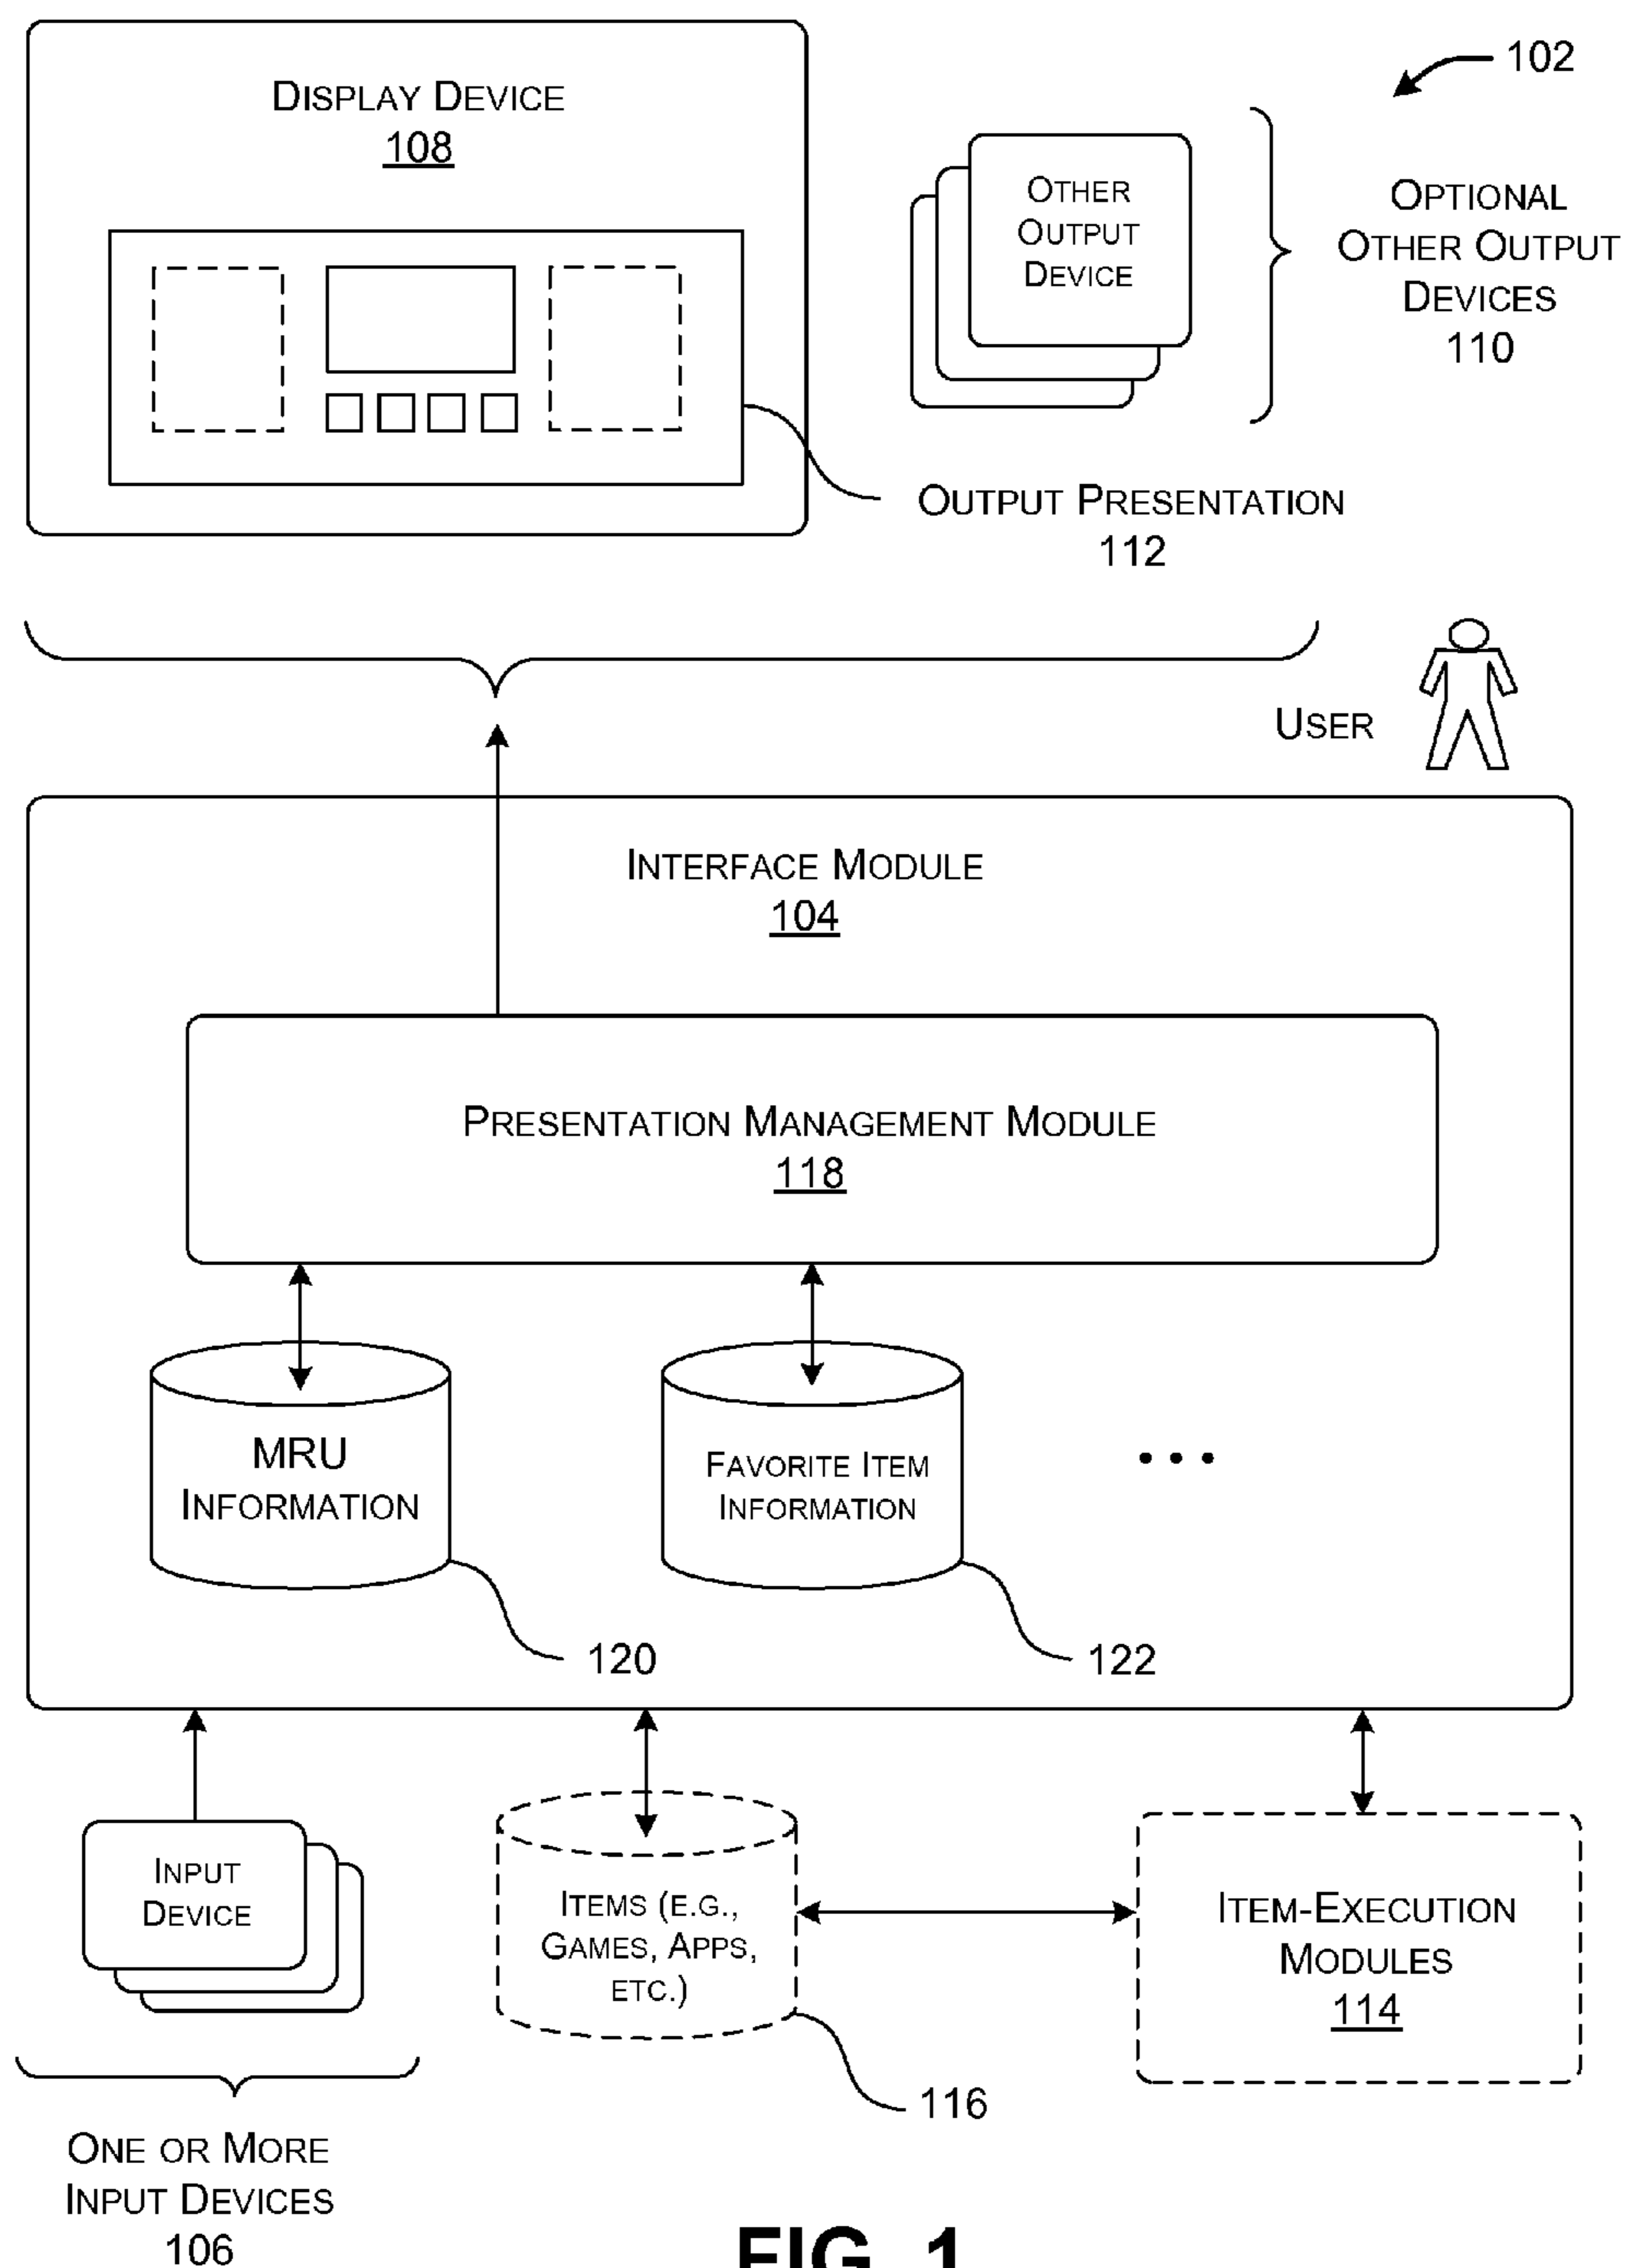 102
DISPLAY DEVICE
108
OTHER
OUTPUT
DEVICE
OPTIONAL
OTHER OUTPUT
DEVICES
110
OUTPUT PRESENTATION
112
USER
INTERFACE MODULE
104
PRESENTATION MANAGEMENT MODULE
118
MRU
INFORMATION
FAVORITE ITEM
INFORMATION
• • •
120
122
INPUT
DEVICE
ITEMS (E.G.,
GAMES, APPS,
ETC.)
ITEM-EXECUTION
MODULES
114
116
ONE OR MORE
INPUT DEVICES
106
FIG. 1